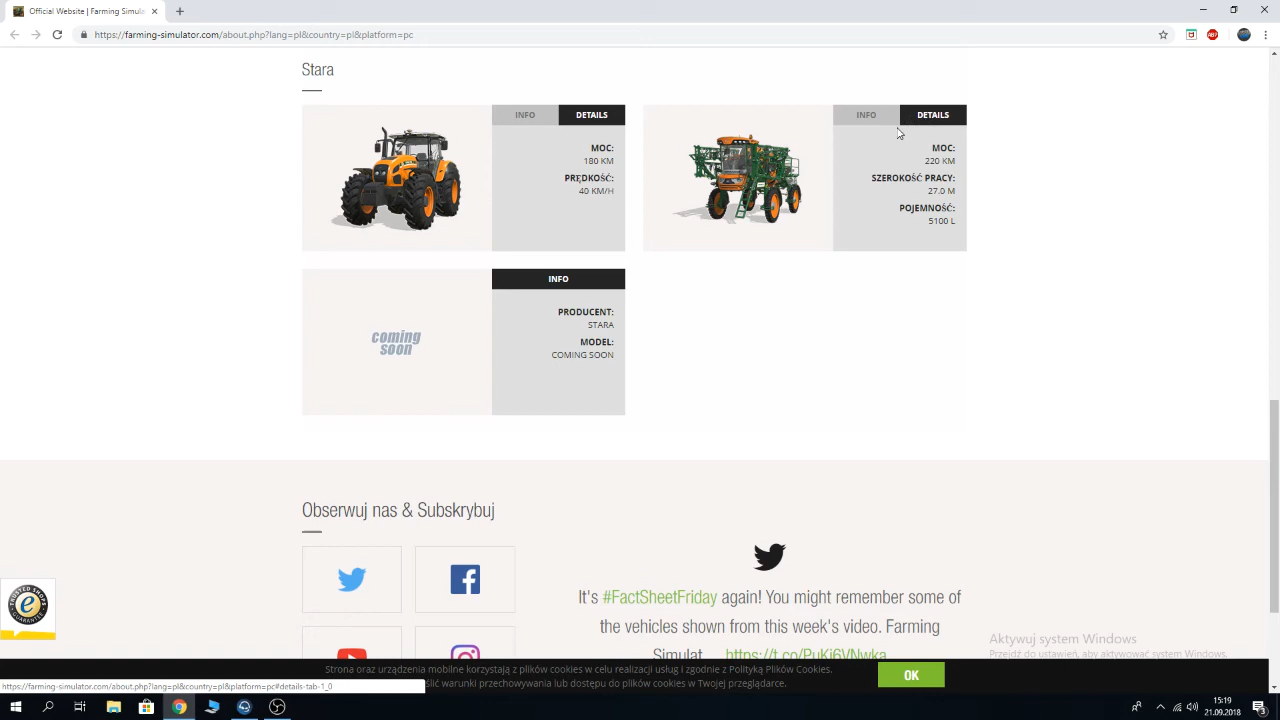 Official Website | Farming Simula
https://farming-simulator.com/about.php?lang=pl&country=pl&platform=pc
ABP
Stara
INFO
DETAILS
MOC:
180 KM
PRĘDKOŚĆ:
40 KM/H
INFO
DETAILS
MOC:
220 KM
SZEROKOŚĆ PRACY:
27.0 M
POJEMNOŚĆ:
5100 L
coming
soon
INFO
PRODUCENT:
STARA
MODEL:
COMING SOON
Obserwuj nas & Subskrybuj
It's #FactSheetFriday again! You might remember some of
the vehicles shown from this week's video. Farming
Simulat https://t.co/PuKi6VNwka
TRUSTED SHOPS
e
GUARANTEE
Aktywuj system Windows
Przejdź do ustawień, aby aktywować system Windows.
Strona oraz urządzenia mobilne korzystają z plików cookies w celu realizacji usług i zgodnie z Polityką Plików Cookies.
ślić warunki przechowywania lub dostępu do plików cookies w Twojej przeglądarce.
OK
https://farming-simulator.com/about.php?lang=pl&country=pl&platform=pc#details-tab-1_0
15:19
21.09.2018
3